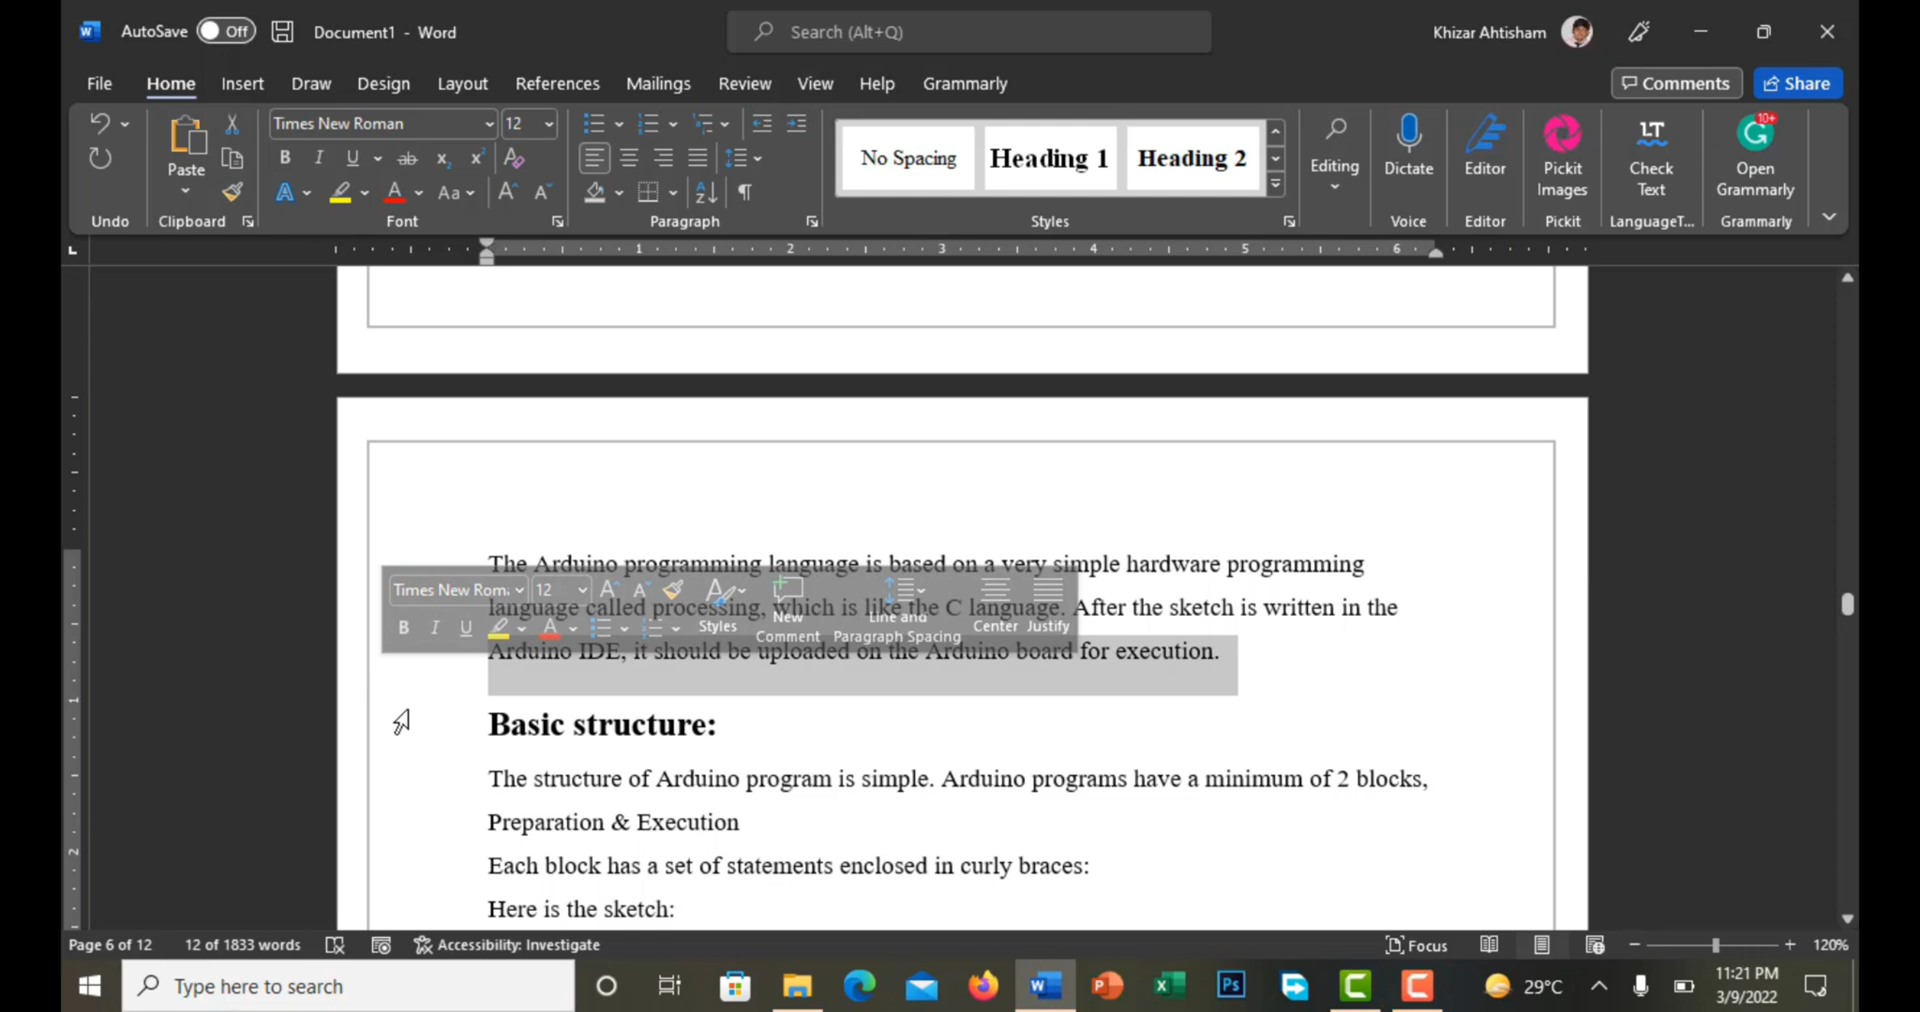 AutoSave Off Document1 - Word Search (Alt+Q) Khizar Ahtisham
File Home Insert Draw Design Layout References Mailings Review View Help Grammarly Comments Share
Times New Roman 12
Paste
No Spacing Heading 1 Heading 2
Editing
Dictate
Editor
Pickit Images
Check Text
Open Grammarly
10+
Undo Clipboard Font Paragraph Styles Voice Editor Pickit LanguageT... Grammarly
1 2 3 4 5 6
The Arduino programming language is based on a very simple hardware programming
language called processing, which is like the C language. After the sketch is written in the
Arduino IDE, it should be uploaded on the Arduino board for execution.
Times New Rom. 12
Styles
New Comment
Line and Paragraph Spacing
Center Justify
Basic structure:
The structure of Arduino program is simple. Arduino programs have a minimum of 2 blocks,
Preparation & Execution
Each block has a set of statements enclosed in curly braces:
Here is the sketch:
Page 6 of 12 12 of 1833 words Accessibility: Investigate Focus 120%
Type here to search 29°C 11:21 PM
3/9/2022